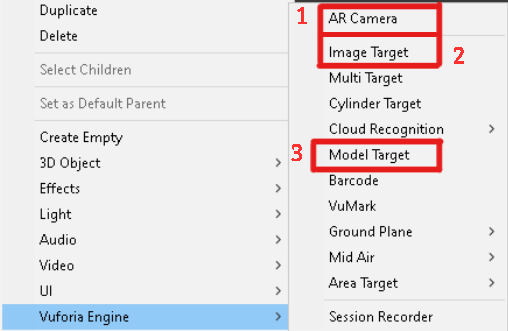 Duplicate
Delete
Select Children
Set as Default Parent
Create Empty
3D Object
Effects
Light
Audio
Video
UI
Vuforia Engine
1
AR Camera
Image Target
2
Multi Target
Cylinder Target
Cloud Recognition
3
Model Target
Barcode
VuMark
Ground Plane
Mid Air
Area Target
Session Recorder